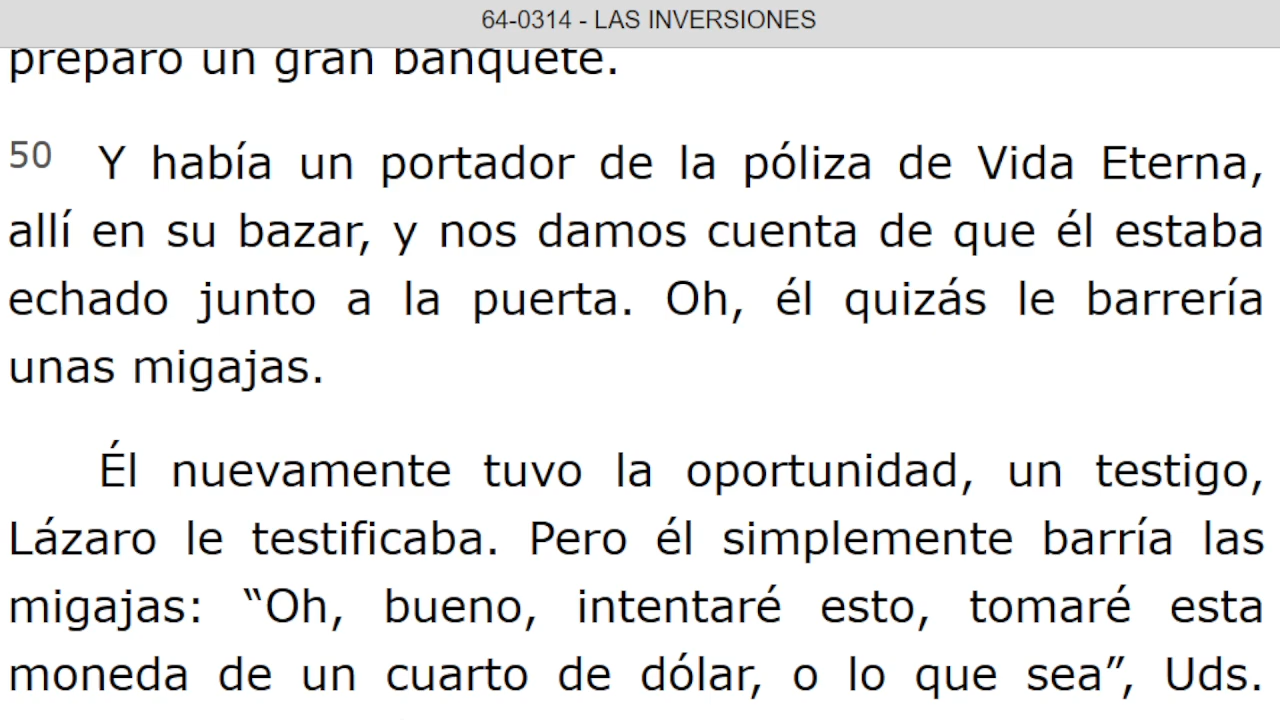 64-0314 - LAS INVERSIONES
preparó un gran banquete.
50 Y había un portador de la póliza de Vida Eterna,
allí en su bazar, y nos damos cuenta de que él estaba
echado junto a la puerta. Oh, él quizás le barrería
unas migajas.
Él nuevamente tuvo la oportunidad, un testigo,
Lázaro le testificaba. Pero él simplemente barría las
migajas: “Oh, bueno, intentaré esto, tomaré esta
moneda de un cuarto de dólar, o lo que sea”, Uds.